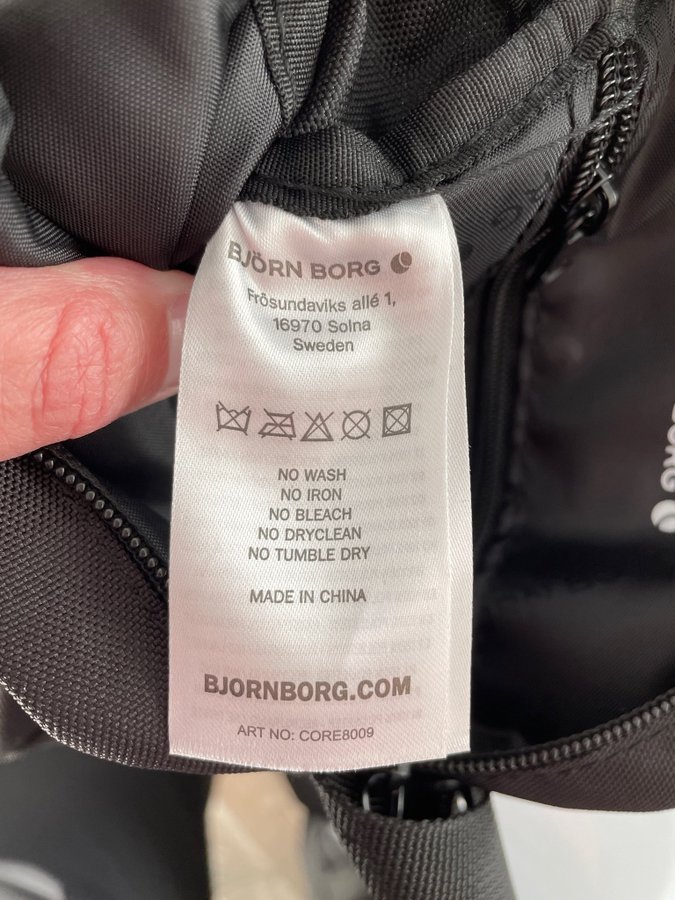 BJÖRN BORG
Frösundaviks allé 1,
16970 Solna
Sweden
NO WASH
NO IRON
NO BLEACH
NO DRYCLEAN
NO TUMBLE DRY
MADE IN CHINA
BJORNBORG.COM
ART NO: CORE8009